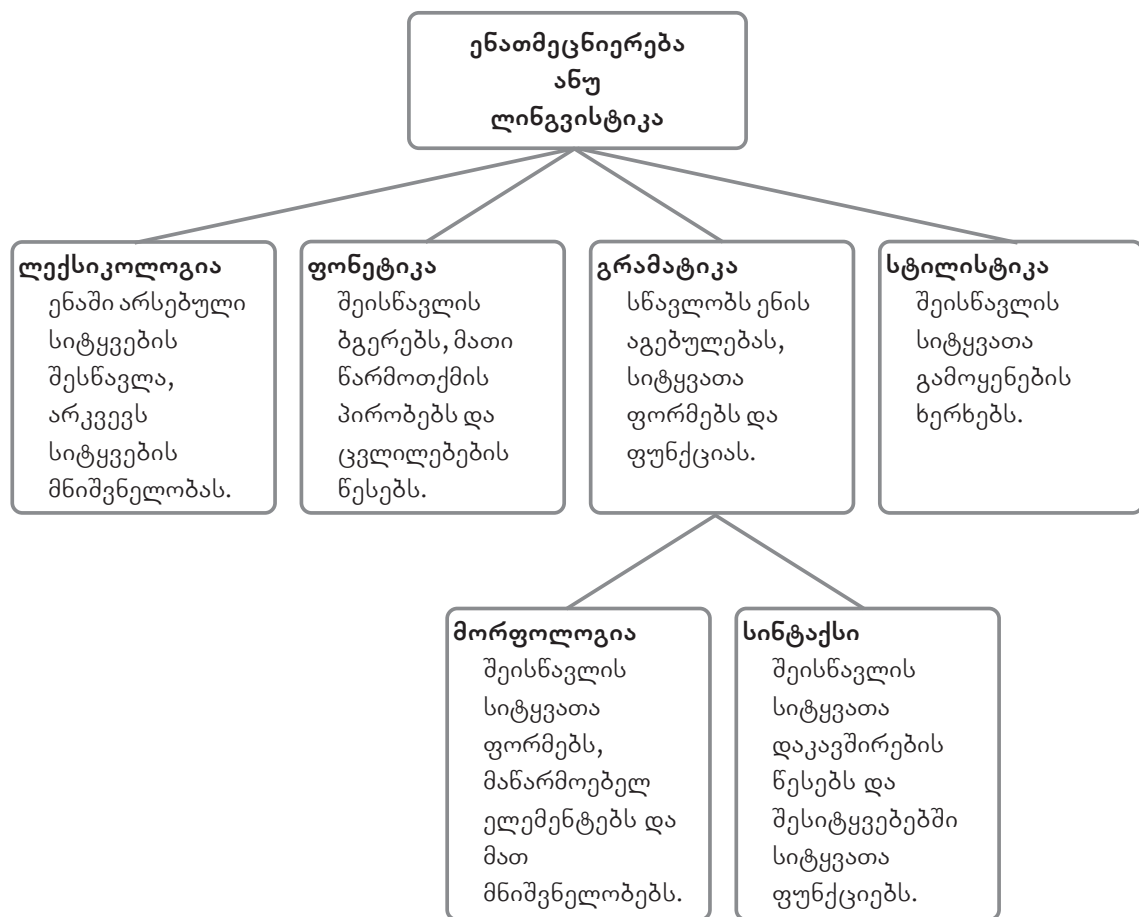 ენათმეცნიერება
ანუ
ლინგვისტიკა
ლექსიკოლოგია
ენაში არსებული
სიტყვების
შესწავლა,
არკვევს
სიტყვების
მნიშვნელობას.
ფონეტიკა
შეისწავლის
ბგერებს, მათი
წარმოთქმის
პირობებს და
ცვლილებების
წესებს.
გრამატიკა
სწავლობს ენის
აგებულებას,
სიტყვათა
ფორმებს და
ფუნქციას.
სტილისტიკა
შეისწავლის
სიტყვათა
გამოყენების
ხერხებს.
მორფოლოგია
შეისწავლის
სიტყვათა
ფორმებს,
მაწარმოებელ
ელემენტებს და
მათ
მნიშვნელობებს.
სინტაქსი
შეისწავლის
სიტყვათა
დაკავშირების
წესებს და
შესიტყვებებში
სიტყვათა
ფუნქციებს.